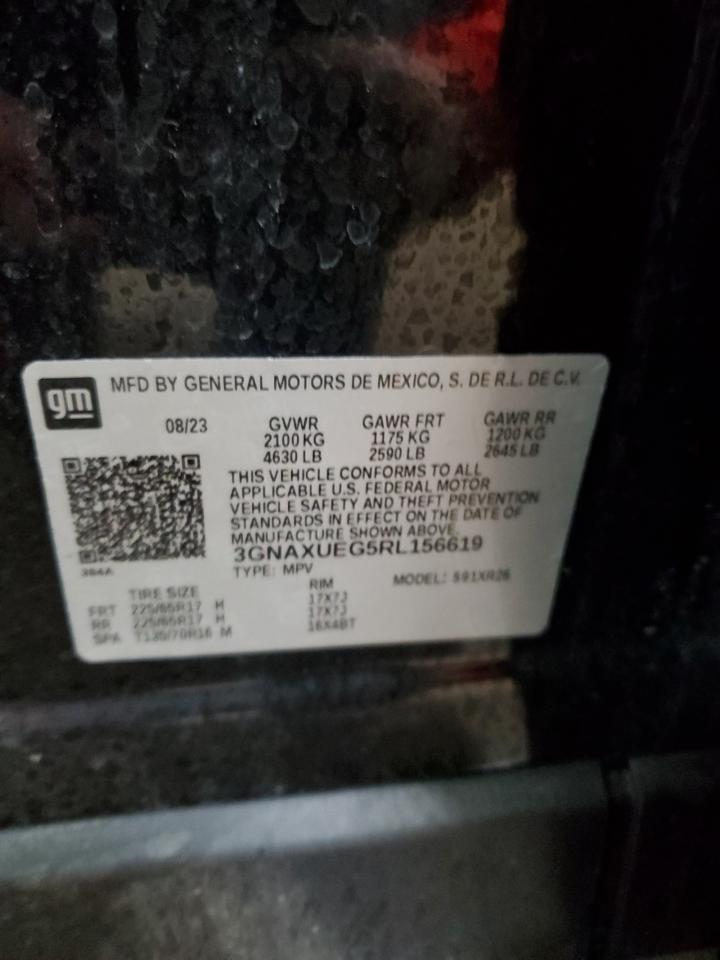 gm
MFD BY GENERAL MOTORS DE MEXICO, S. DE R.L. DE C.V.
08/23 GVWR GAWR FRT GAWR RR
2100 KG 1175 KG 1200 KG
4630 LB 2590 LB 2645 LB
THIS VEHICLE CONFORMS TO ALL
APPLICABLE U.S. FEDERAL MOTOR
VEHICLE SAFETY AND THEFT PREVENTION
STANDARDS IN EFFECT ON THE DATE OF
MANUFACTURE SHOWN ABOVE.
3GNAXUEG5RL156619
TYPE: MPV MODEL:
TIRE SIZE RIM
FRT 225/65R17 H 17X7J
RR 225/65R17 H 17X7J
SPA T135/70R16 M 16X4BT